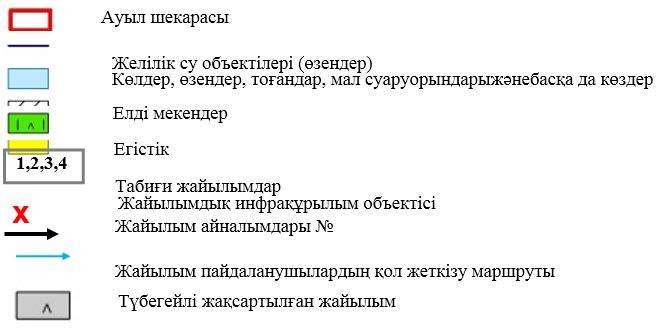 Ауыл шекарасы
Желілік су объектілері (өзендер)
Көлдер, өзендер, тоғандар, мал суаруорындарыжәнебасқа да көздер
Елді мекендер
Егістік
1,2,3,4
Табиғи жайылымдар
Жайылымдық инфрақұрылым объектісі
X
Жайылым айналымдары №
Жайылым пайдаланушылардың қол жеткізу маршруты
Түбегейлі жақсартылған жайылым